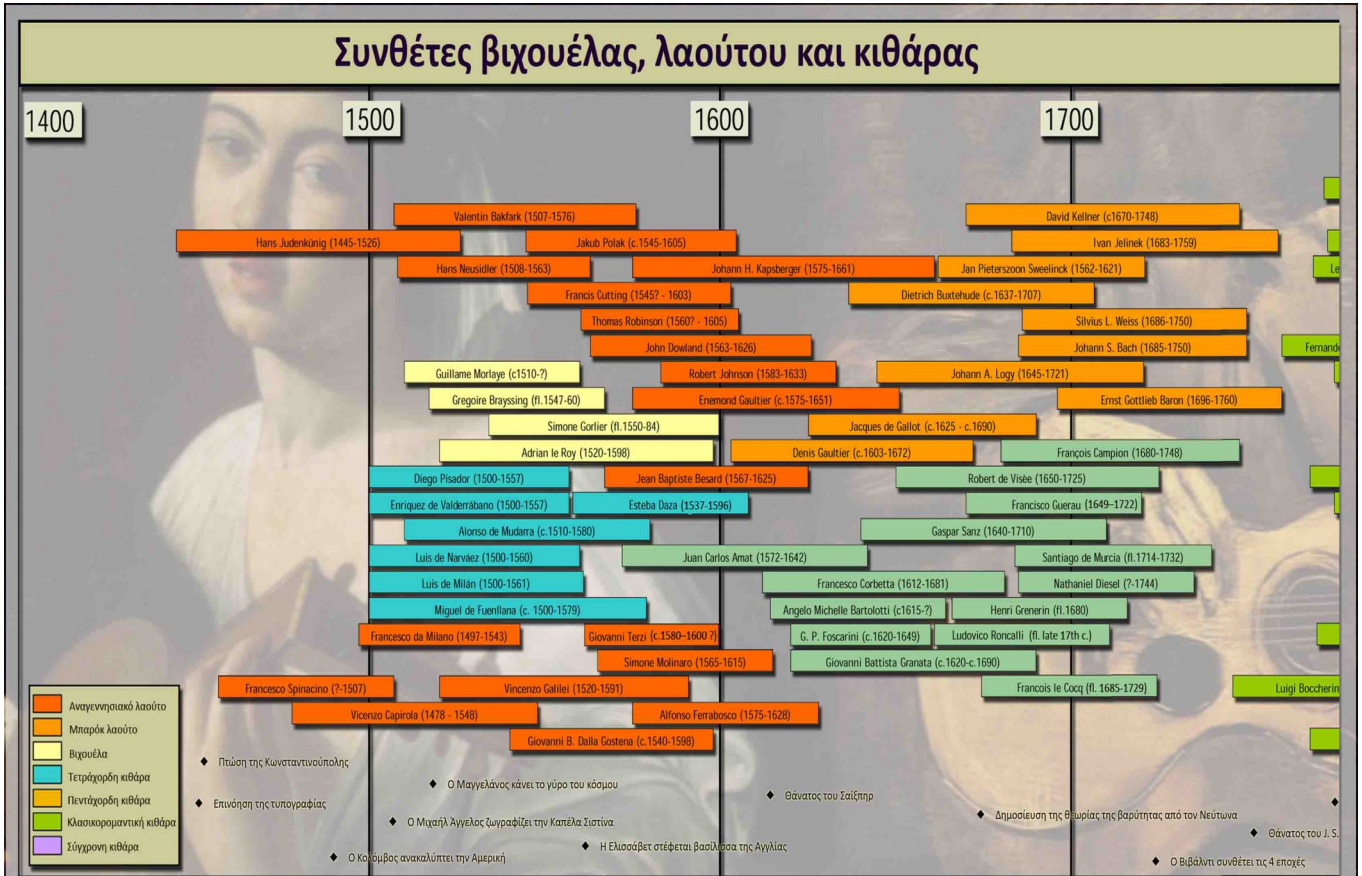 Συνθέτες βιχουέλας, λαούτου και κιθάρας
1400 1500 1600 1700
Valentin Bakfark (1507-1576) David Kellner (c1670-1748)
Hans Judenkünig (1445-1526) Jakub Polak (c.1545-1605) Ivan Jelinek (1683-1759)
Hans Neusidler (1508-1563) Johann H. Kapsberger (1575-1661) Jan Pieterszoon Sweelinck (1562-1621) Le
Francis Cutting (1545? - 1603) Dietrich Buxtehude (c.1637-1707)
Thomas Robinson (1560? - 1605) Silvius L. Weiss (1686-1750)
John Dowland (1563-1626) Johann S. Bach (1685-1750) Fernand
Guillame Morlaye (c1510-?) Robert Johnson (1583-1633) Johann A. Logy (1645-1721)
Gregoire Brayssing (fl.1547-60) Enemond Gaultier (c.1575-1651) Ernst Gottlieb Baron (1696-1760)
Simone Gorlier (fl.1550-84) Jacques de Gallot (c.1625 - c.1690)
Adrian le Roy (1520-1598) Denis Gaultier (c.1603-1672) François Campion (1680-1748)
Diego Pisador (1500-1557) Jean Baptiste Besard (1567-1625) Robert de Visèe (1650-1725)
Enriquez de Valderrábano (1500-1557) Esteba Daza (1537-1596) Francisco Guerau (1649–1722)
Alonso de Mudarra (c.1510-1580) Gaspar Sanz (1640-1710)
Luis de Narváez (1500-1560) Juan Carlos Amat (1572-1642) Santiago de Murcia (fl.1714-1732)
Luis de Milán (1500-1561) Francesco Corbetta (1612-1681) Nathaniel Diesel (?-1744)
Miguel de Fuenllana (c. 1500-1579) Angelo Michelle Bartolotti (c1615-?) Henri Grenerin (fl.1680)
Francesco da Milano (1497-1543) Giovanni Terzi (c.1580–1600 ?) G. P. Foscarini (c.1620-1649) Ludovico Roncalli (fl. late 17th c.)
Simone Molinaro (1565-1615) Giovanni Battista Granata (c.1620-c.1690)
Francesco Spinacino (?-1507) Vincenzo Galilei (1520-1591) Francois le Cocq (fl. 1685-1729) Luigi Boccherin
Vicenzo Capirola (1478 - 1548) Alfonso Ferrabosco (1575-1628)
Giovanni B. Dalla Gostena (c.1540-1598)
Αναγεννησιακό λαούτο
Μπαρόκ λαούτο
Βιχουέλα
Τετράχορδη κιθάρα
Πεντάχορδη κιθάρα
Κλασικορομαντική κιθάρα
Σύγχρονη κιθάρα
Πτώση της Κωνσταντινούπολης
Ο Μαγγελάνος κάνει το γύρο του κόσμου
Θάνατος του Σαίξπηρ
Επινόηση της τυπογραφίας
Δημοσίευση της θεωρίας της βαρύτητας από τον Νεύτωνα
Ο Μιχαήλ Άγγελος ζωγραφίζει την Καπέλα Σιστίνα
Θάνατος του J. S.
Η Ελισσάβετ στέφεται βασίλισσα της Αγγλίας
Ο Κολόμβος ανακαλύπτει την Αμερική
Ο Βιβάλντι συνθέτει τις 4 εποχές